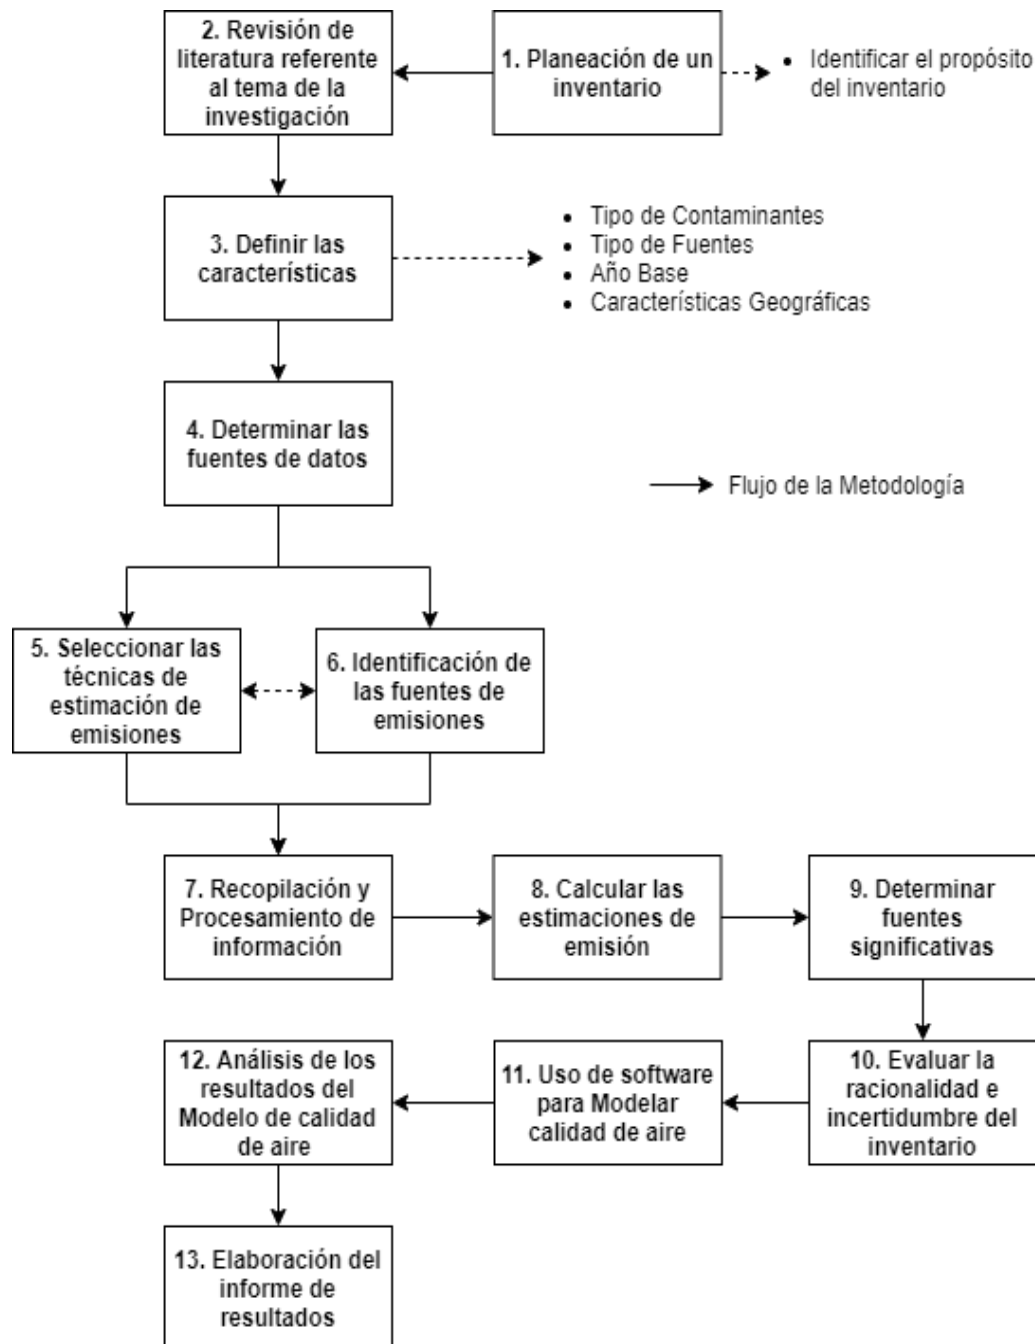 2. Revisión de
literatura referente
al tema de la
investigación
1. Planeación de un
inventario
• Identificar el propósito
del inventario
3. Definir las
características
• Tipo de Contaminantes
• Tipo de Fuentes
• Año Base
• Características Geográficas
4. Determinar las
fuentes de datos
Flujo de la Metodología
5. Seleccionar las
técnicas de
estimación de
emisiones
6. Identificación de
las fuentes de
emisiones
7. Recopilación y
Procesamiento de
información
8. Calcular las
estimaciones de
emisión
9. Determinar
fuentes
significativas
12. Análisis de los
resultados del
Modelo de calidad
de aire
11. Uso de software
para Modelar
calidad de aire
10. Evaluar la
racionalidad e
incertidumbre del
inventario
13. Elaboración del
informe de
resultados